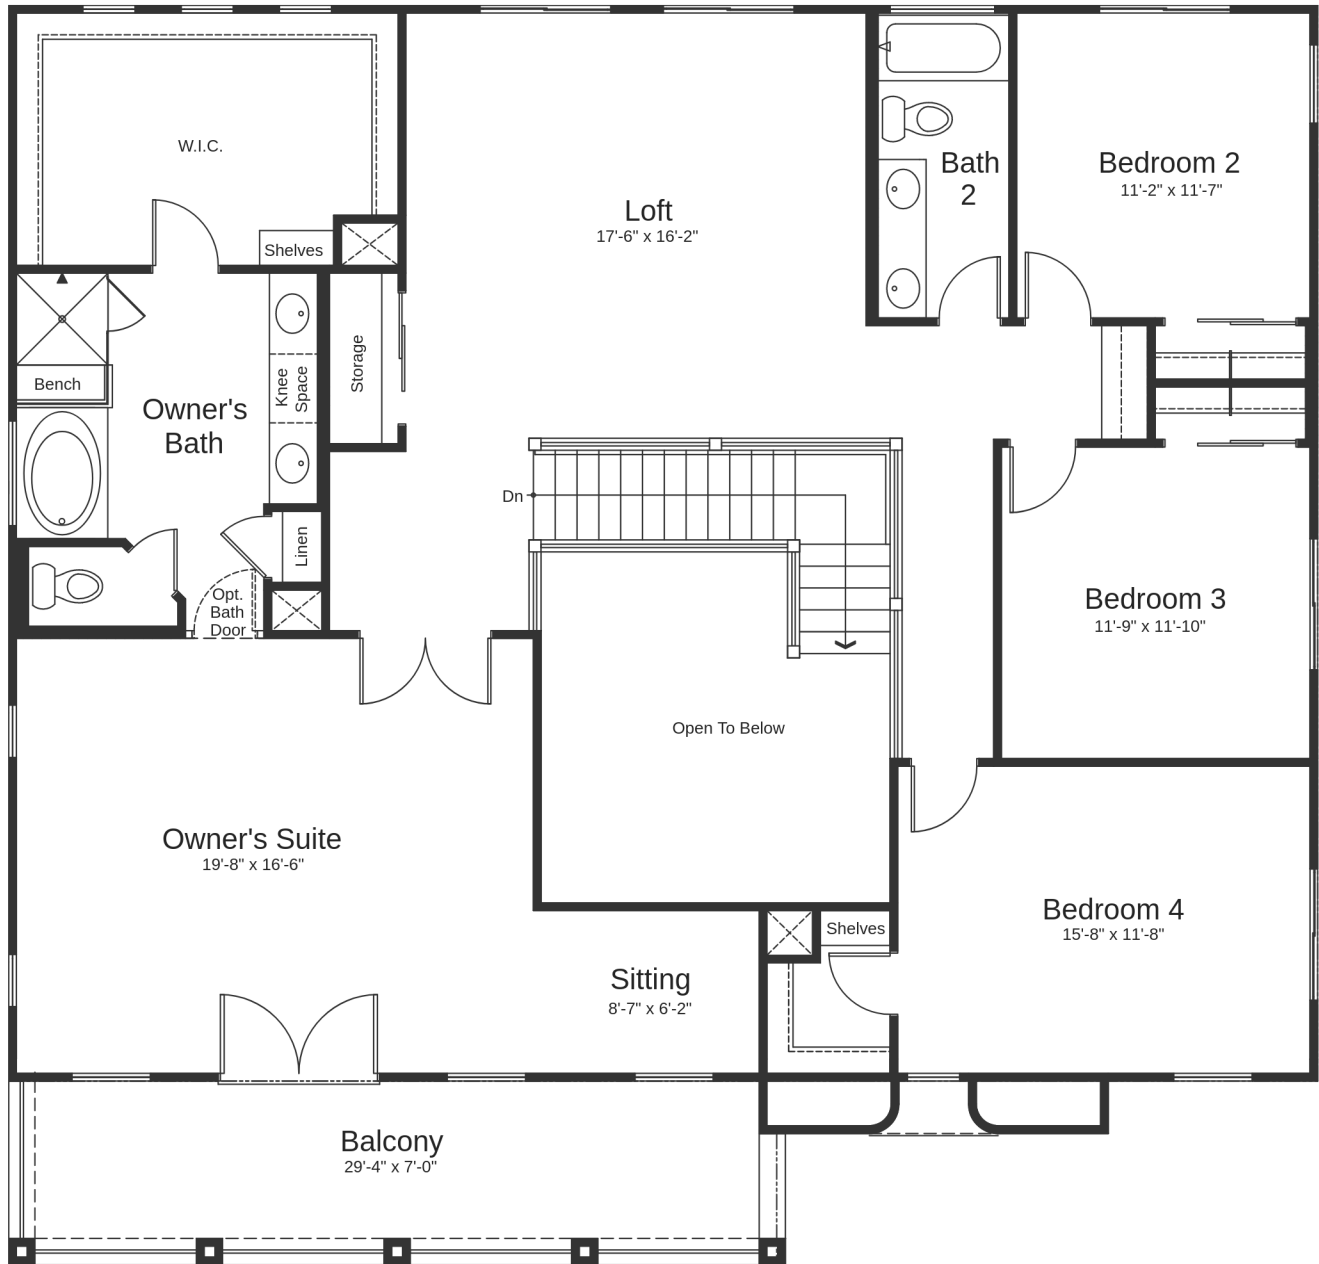 W.I.C.
Shelves
Loft
17'-6" x 16'-2"
Bath
2
Bedroom 2
11'-2" x 11'-7"
Bench
Owner's
Bath
Knee
Space
Storage
Linen
Opt.
Bath
Door
Dn
Bedroom 3
11'-9" x 11'-10"
Open To Below
Owner's Suite
19'-8" x 16'-6"
Shelves
Bedroom 4
15'-8" x 11'-8"
Sitting
8'-7" x 6'-2"
Balcony
29'-4" x 7'-0"